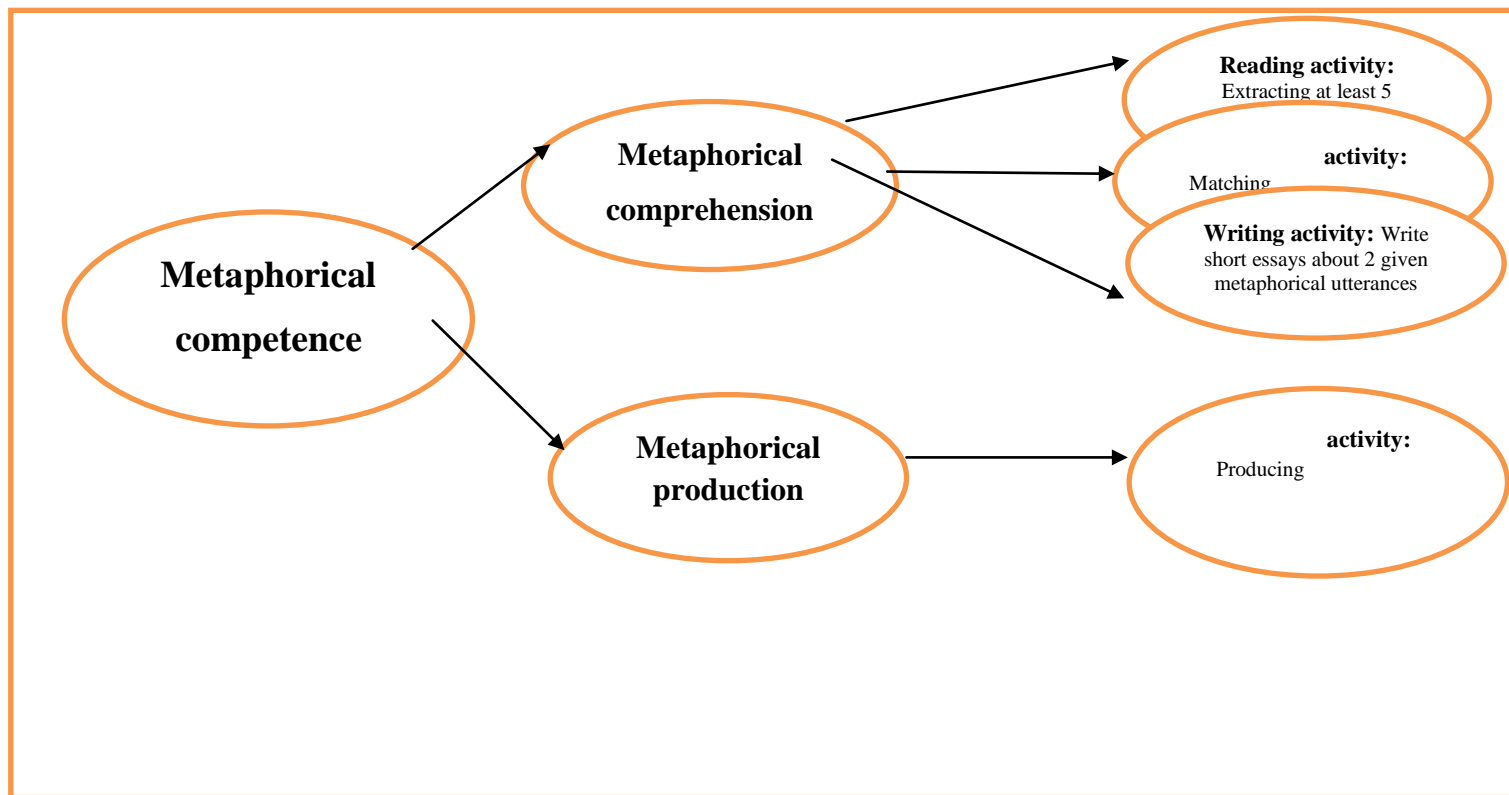 Metaphorical
competence
Metaphorical
comprehension
Reading activity:
Extracting at least 5
activity:
Matching
Writing activity: Write
short essays about 2 given
metaphorical utterances
Metaphorical
production
activity:
Producing